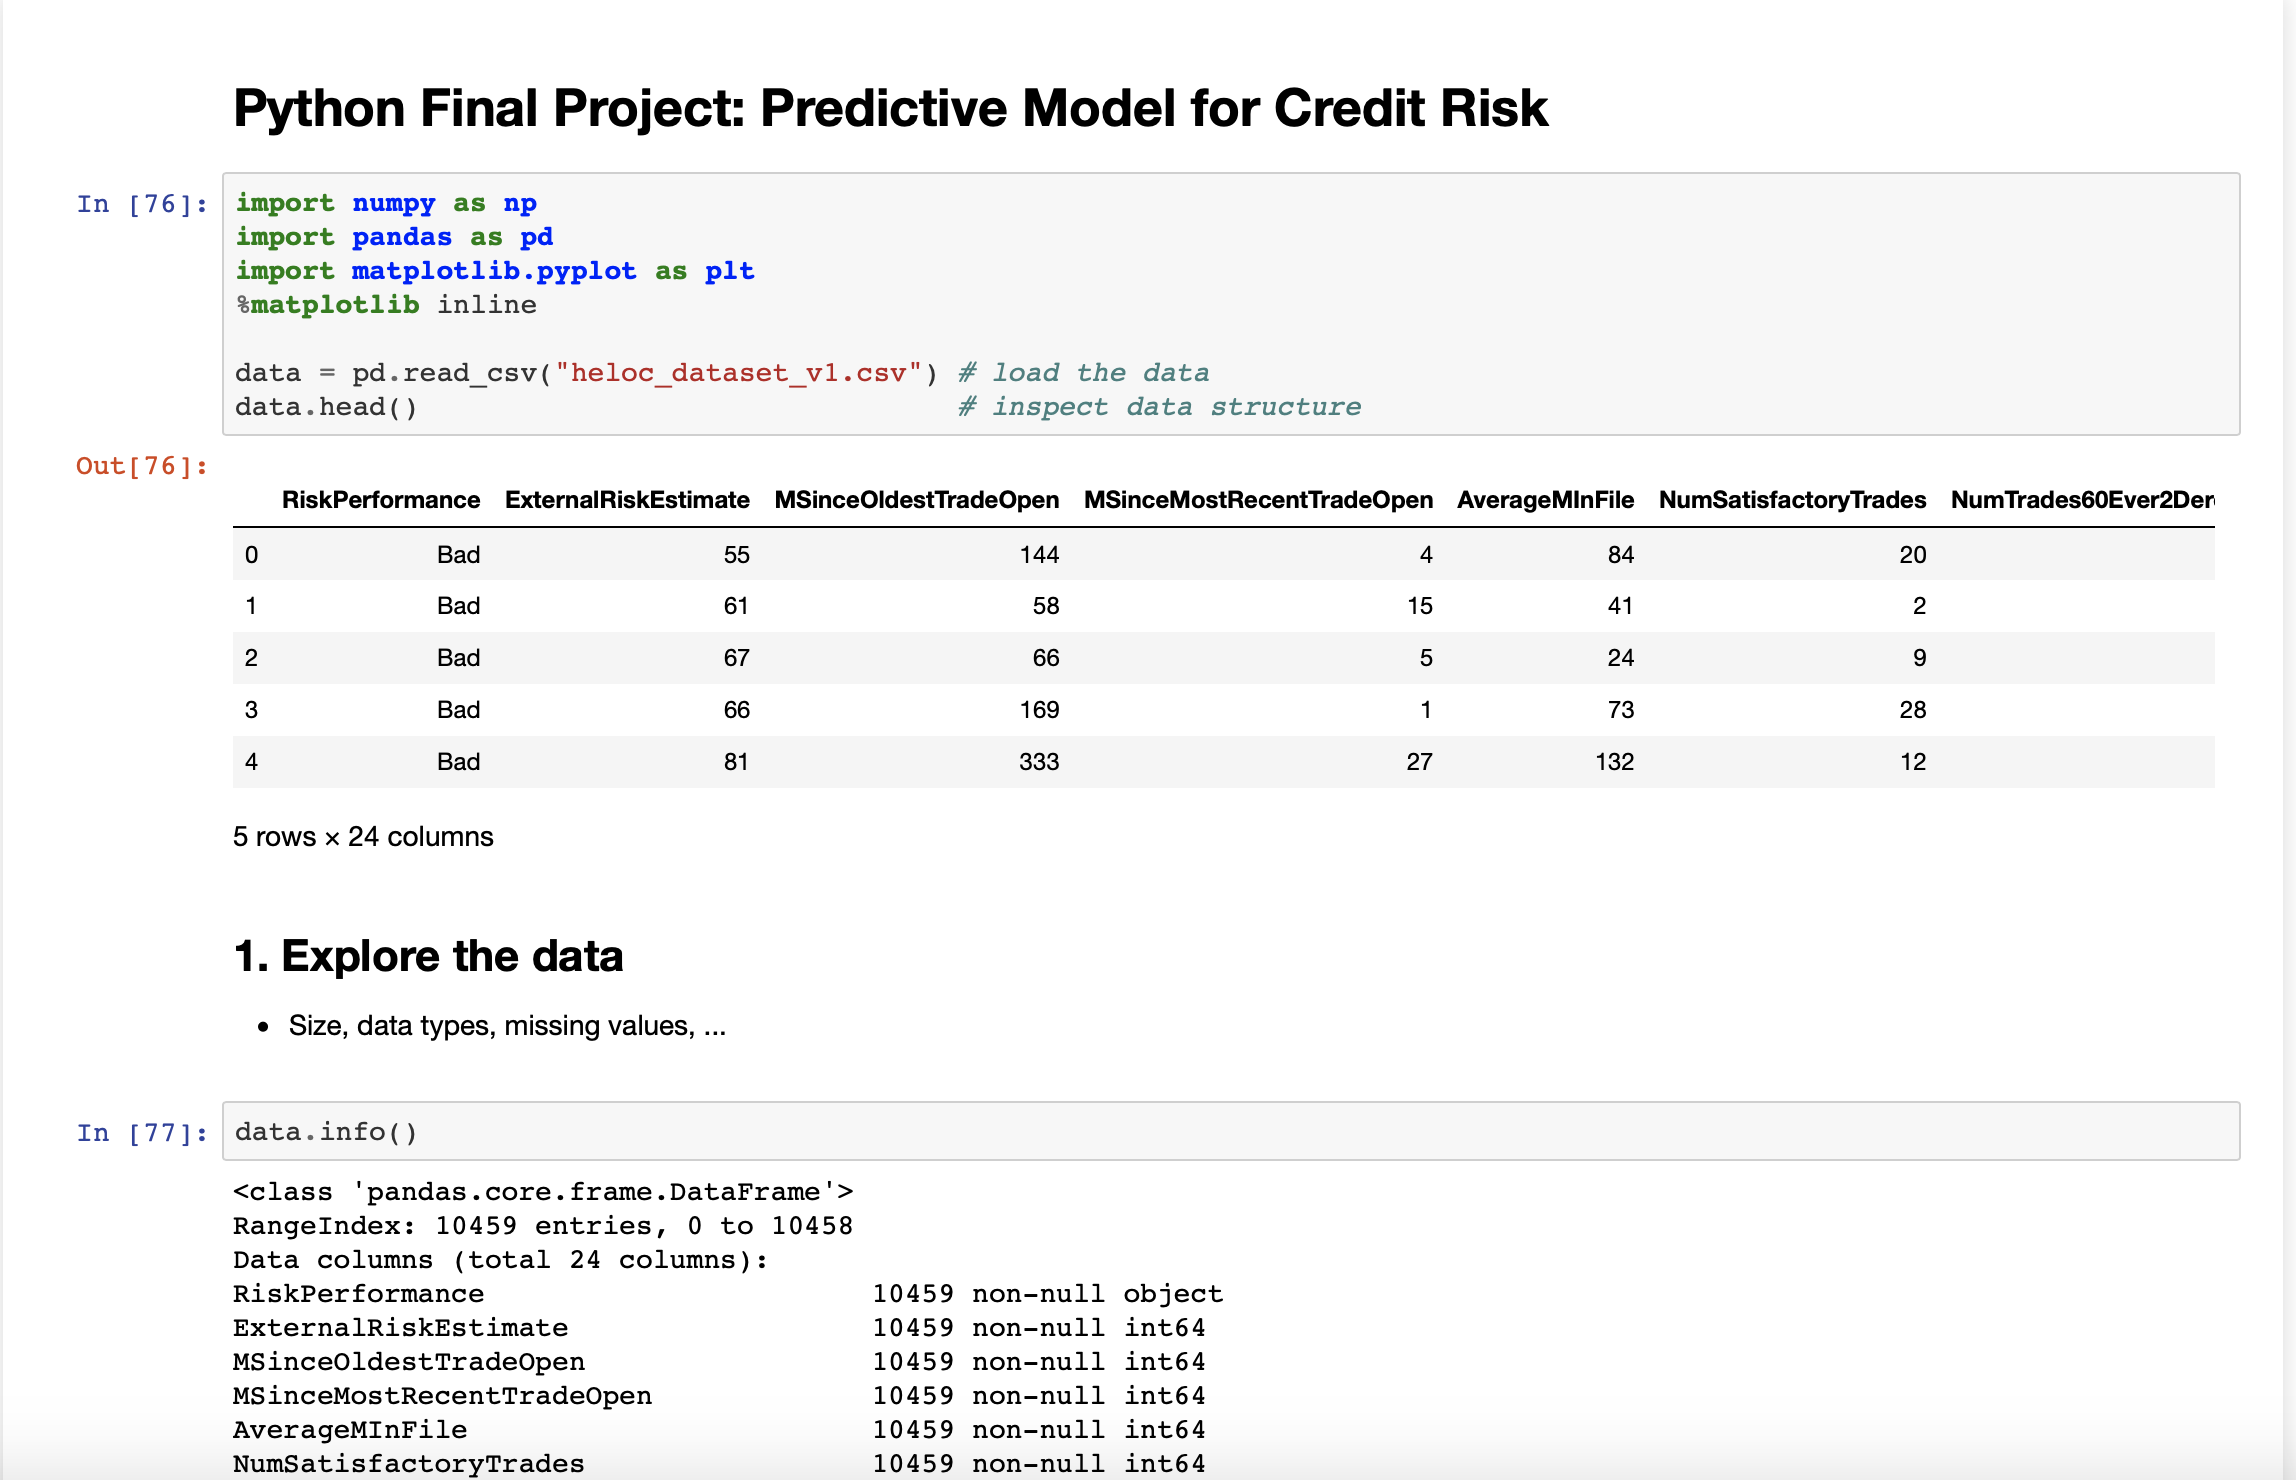 Python Final Project: Predictive Model for Credit Risk
In [76]:
import numpy as np
import pandas as pd
import matplotlib.pyplot as plt
%matplotlib inline
data = pd.read_csv("heloc_dataset_v1.csv") # load the data
data.head() # inspect data structure
Out[76]:
RiskPerformance ExternalRiskEstimate MSinceOldestTradeOpen MSinceMostRecentTradeOpen AverageMInFile NumSatisfactoryTrades NumTrades60Ever2Der
0 Bad 55 144 4 84 20
1 Bad 61 58 15 41 2
2 Bad 67 66 5 24 9
3 Bad 66 169 1 73 28
4 Bad 81 333 27 132 12
5 rows × 24 columns
1. Explore the data
• Size, data types, missing values, ...
In [77]: data.info()
<class 'pandas.core.frame.DataFrame'>
RangeIndex: 10459 entries, 0 to 10458
Data columns (total 24 columns):
RiskPerformance 10459 non-null object
ExternalRiskEstimate 10459 non-null int64
MSinceOldestTradeOpen 10459 non-null int64
MSinceMostRecentTradeOpen 10459 non-null int64
AverageMInFile 10459 non-null int64
NumSatisfactoryTrades 10459 non-null int64